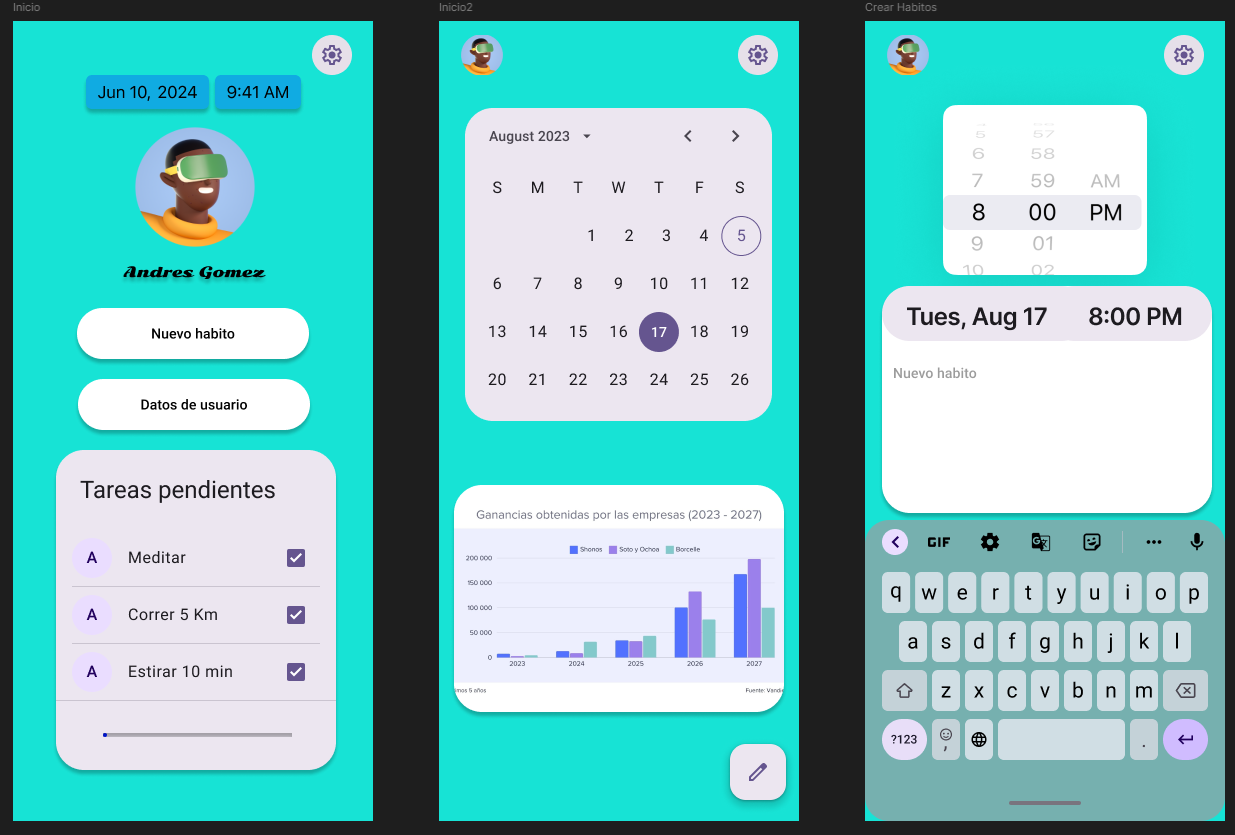 Inicio
Jun 10, 2024 9:41 AM
Andres Gomez
Nuevo habito
Datos de usuario
Tareas pendientes
A Meditar
A Correr 5 Km
A Estirar 10 min
Inicio2
August 2023
S M T W T F S
1 2 3 4 5
6 7 8 9 10 11 12
13 14 15 16 17 18 19
20 21 22 23 24 25 26
Ganancias obtenidas por las empresas (2023 - 2027)
Shonos Soto y Ochoa Borcelle
200 000
150 000
100 000
50 000
0
2023 2024 2025 2026 2027
imos 5 años Fuente: Vandie
Crear Habitos
5 57
6 58
7 59 AM
8 00 PM
9 01
10 02
Tues, Aug 17 8:00 PM
Nuevo habito
GIF
q w e r t y u i o p
a s d f g h j k l
z x c v b n m
?123 , .